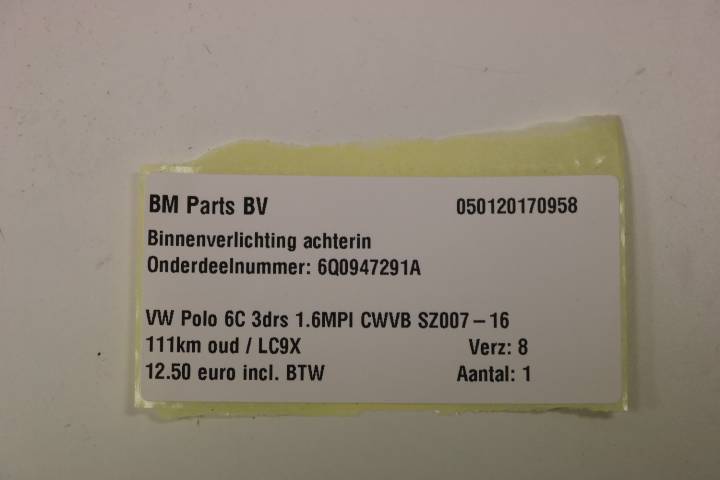 BM Parts BV 050120170958
Binnenverlichting achterin
Onderdeelnummer: 6Q0947291A
VW Polo 6C 3drs 1.6MPI CWVB SZ007-16
111km oud / LC9X Verz: 8
12.50 euro incl. BTW Aantal: 1